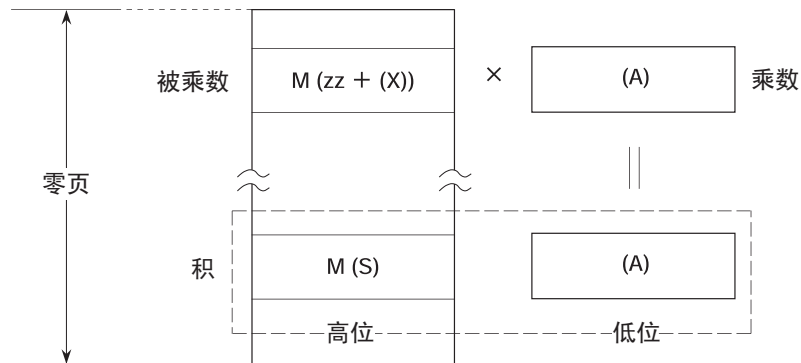 被乘数 M (zz + (X)) × (A) 乘数
零页
积 M (S) (A)
高位 低位